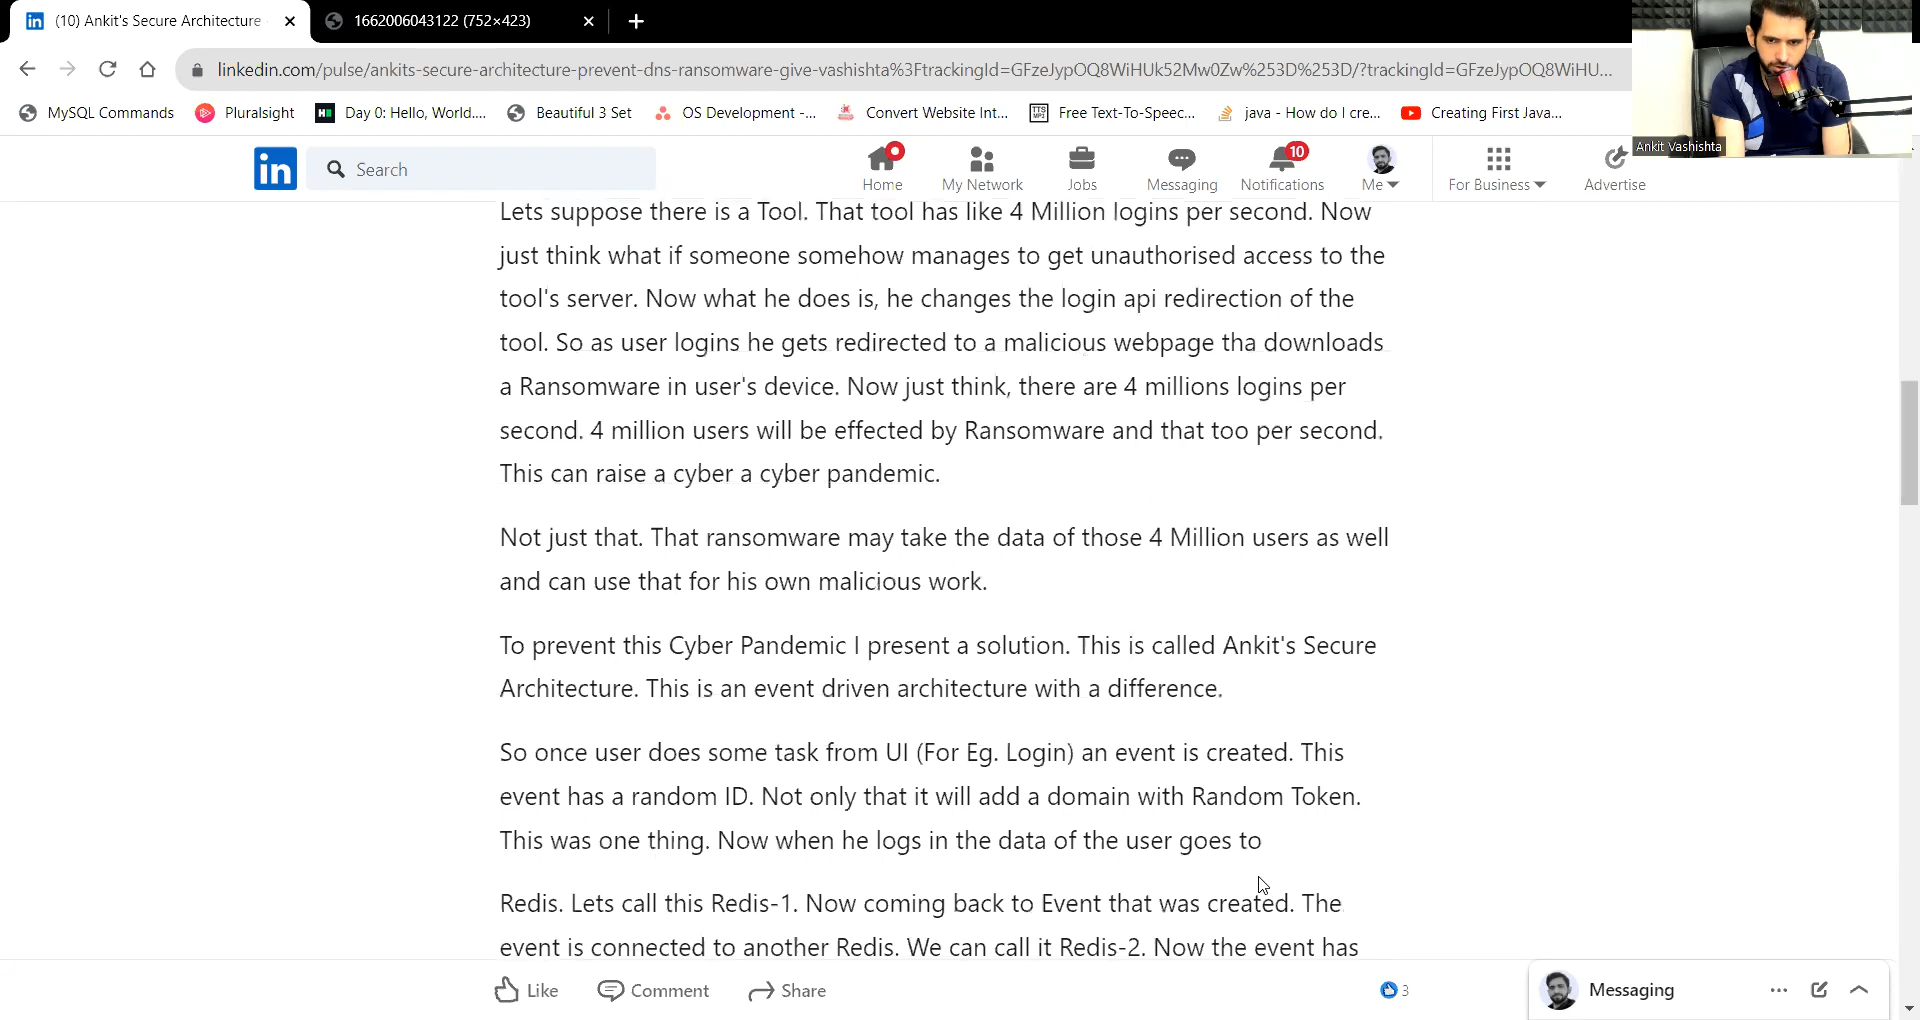 (10) Ankit's Secure Architecture
1662006043122 (752×423)
linkedin.com/pulse/ankits-secure-architecture-prevent-dns-ransomware-give-vashishta%3FtrackingId=GFzeJypOQ8WiHUk52Mw0Zw%253D%253D/?trackingId=GFzeJypOQ8WiHU...
MySQL Commands
Pluralsight
Day 0: Hello, World....
Beautiful 3 Set
OS Development -...
Convert Website Int...
Free Text-To-Speec...
java - How do I cre...
Creating First Java...
Ankit Vashishta
in
Search
Home
My Network
Jobs
Messaging
10
Notifications
Me
For Business
Advertise
Lets suppose there is a Tool. That tool has like 4 Million logins per second. Now
just think what if someone somehow manages to get unauthorised access to the
tool's server. Now what he does is, he changes the login api redirection of the
tool. So as user logins he gets redirected to a malicious webpage tha downloads
a Ransomware in user's device. Now just think, there are 4 millions logins per
second. 4 million users will be effected by Ransomware and that too per second.
This can raise a cyber a cyber pandemic.
Not just that. That ransomware may take the data of those 4 Million users as well
and can use that for his own malicious work.
To prevent this Cyber Pandemic I present a solution. This is called Ankit's Secure
Architecture. This is an event driven architecture with a difference.
So once user does some task from UI (For Eg. Login) an event is created. This
event has a random ID. Not only that it will add a domain with Random Token.
This was one thing. Now when he logs in the data of the user goes to
Redis. Lets call this Redis-1. Now coming back to Event that was created. The
event is connected to another Redis. We can call it Redis-2. Now the event has
Like
Comment
Share
3
Messaging